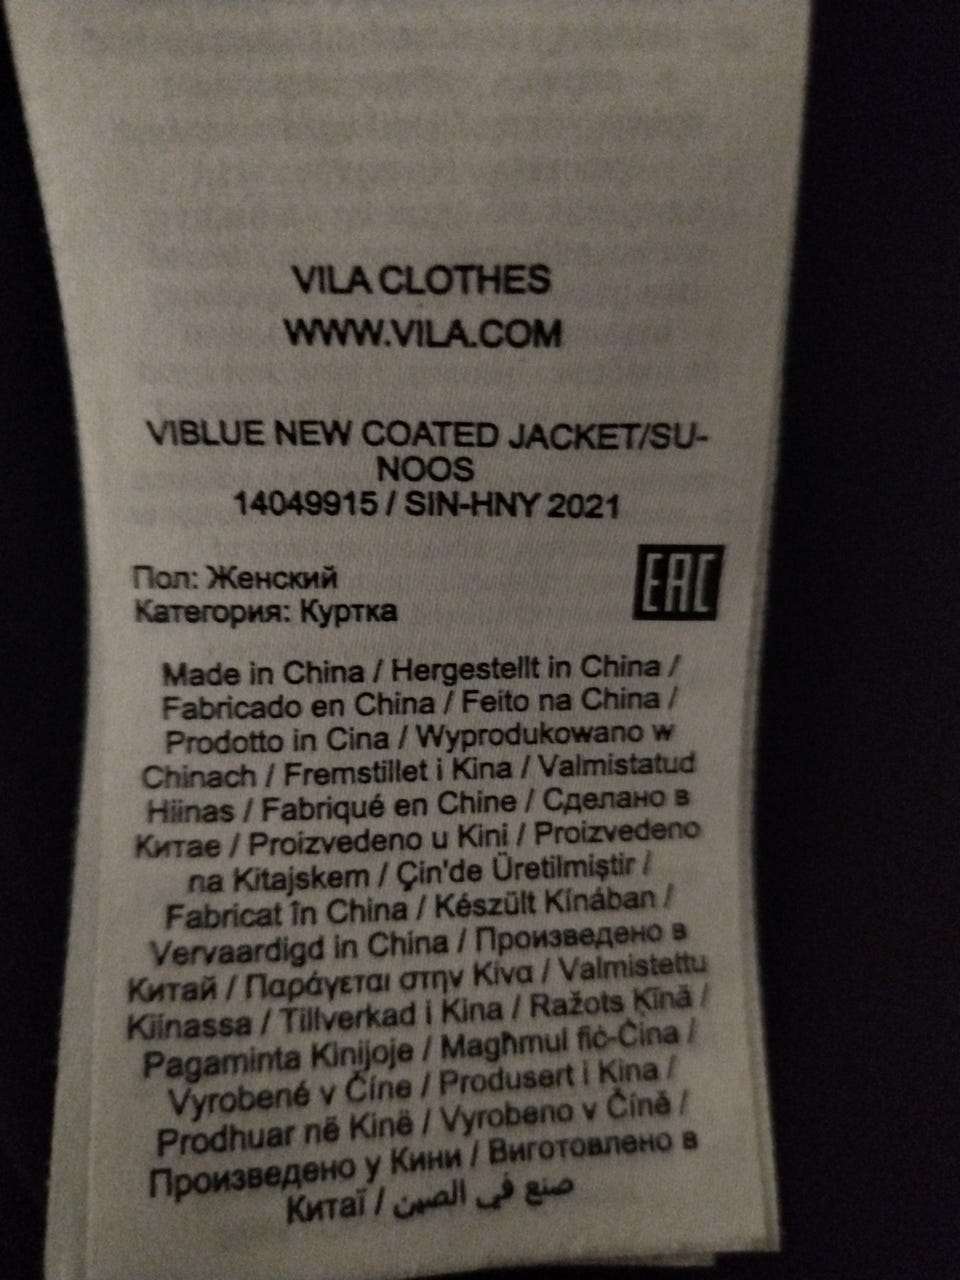 VILA CLOTHES
WWW.VILA.COM
VIBLUE NEW COATED JACKET/SU-
NOOS
14049915 / SIN-HNY 2021
Пол: Женский
Категория: Куртка
EAC
Made in China / Hergestellt in China /
Fabricado en China / Feito na China /
Prodotto in Cina / Wyprodukowano w
Chinach / Fremstillet i Kina / Valmistatud
Hiinas / Fabriqué en Chine / Сделано в
Китае / Proizvedeno u Kini / Proizvedeno
na Kitajskem / Çin'de Üretilmiştir /
Fabricat în China / Készült Kínában /
Vervaardigd in China / Произведено в
Китай / Παράγεται στην Κίνα / Valmistettu
Kiinassa / Tillverkad i Kina / Ražots Ķīnā /
Pagaminta Kinijoje / Magħmul fiċ-Ċina /
Vyrobené v Číne / Produsert i Kina /
Prodhuar në Kinë / Vyrobeno v Číně /
Произведено у Кини / Виготовлено в
Китаї / صنع في الصين